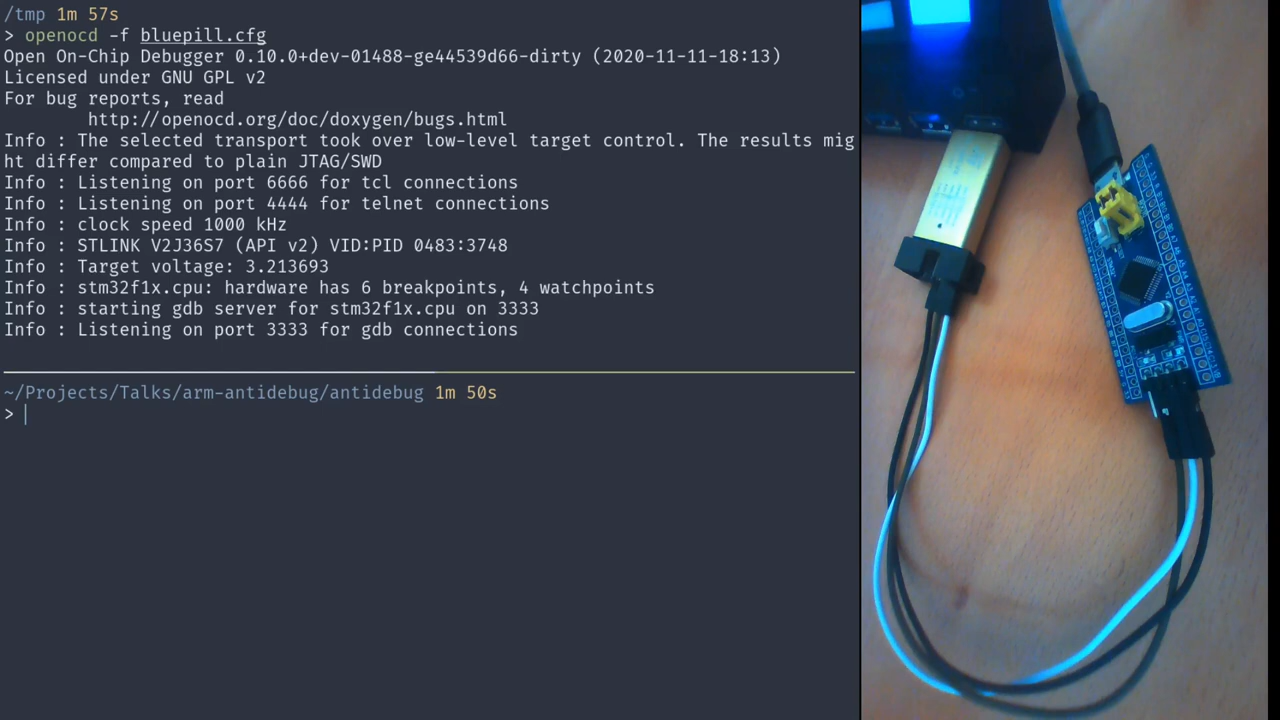 /tmp 1m 57s
> openocd -f bluepill.cfg
Open On-Chip Debugger 0.10.0+dev-01488-ge44539d66-dirty (2020-11-11-18:13)
Licensed under GNU GPL v2
For bug reports, read
        http://openocd.org/doc/doxygen/bugs.html
Info : The selected transport took over low-level target control. The results mig
ht differ compared to plain JTAG/SWD
Info : Listening on port 6666 for tcl connections
Info : Listening on port 4444 for telnet connections
Info : clock speed 1000 kHz
Info : STLINK V2J36S7 (API v2) VID:PID 0483:3748
Info : Target voltage: 3.213693
Info : stm32f1x.cpu: hardware has 6 breakpoints, 4 watchpoints
Info : starting gdb server for stm32f1x.cpu on 3333
Info : Listening on port 3333 for gdb connections
~/Projects/Talks/arm-antidebug/antidebug 1m 50s
>